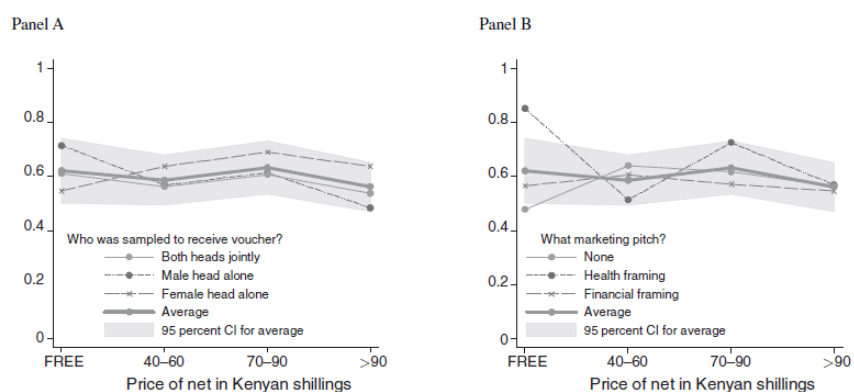 Panel A
1
0.8
0.6
0.4
0.2
0
Who was sampled to receive voucher?
Both heads jointly
Male head alone
Female head alone
Average
95 percent CI for average
FREE 40–60 70–90 >90
Price of net in Kenyan shillings
Panel B
1
0.8
0.6
0.4
0.2
0
What marketing pitch?
None
Health framing
Financial framing
Average
95 percent CI for average
FREE 40–60 70–90 >90
Price of net in Kenyan shillings